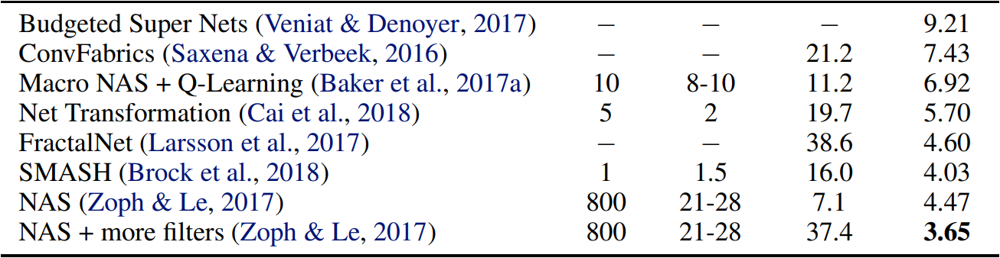 Budgeted Super Nets (Veniat & Denoyer, 2017) − − − 9.21
ConvFabrics (Saxena & Verbeek, 2016) − − 21.2 7.43
Macro NAS + Q-Learning (Baker et al., 2017a) 10 8-10 11.2 6.92
Net Transformation (Cai et al., 2018) 5 2 19.7 5.70
FractalNet (Larsson et al., 2017) − − 38.6 4.60
SMASH (Brock et al., 2018) 1 1.5 16.0 4.03
NAS (Zoph & Le, 2017) 800 21-28 7.1 4.47
NAS + more filters (Zoph & Le, 2017) 800 21-28 37.4 3.65